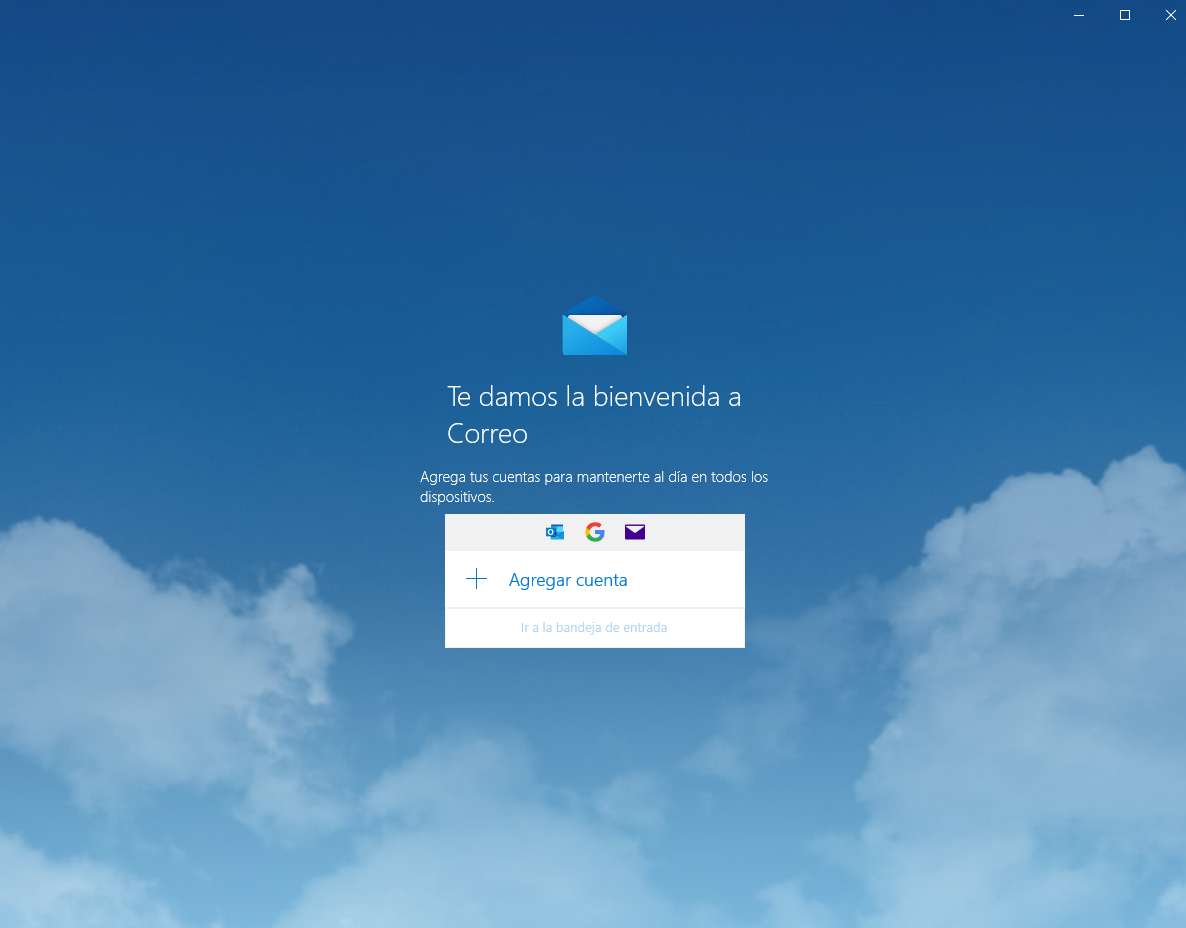 Te damos la bienvenida a
Correo
Agrega tus cuentas para mantenerte al día en todos los
dispositivos.
Agregar cuenta
Ir a la bandeja de entrada